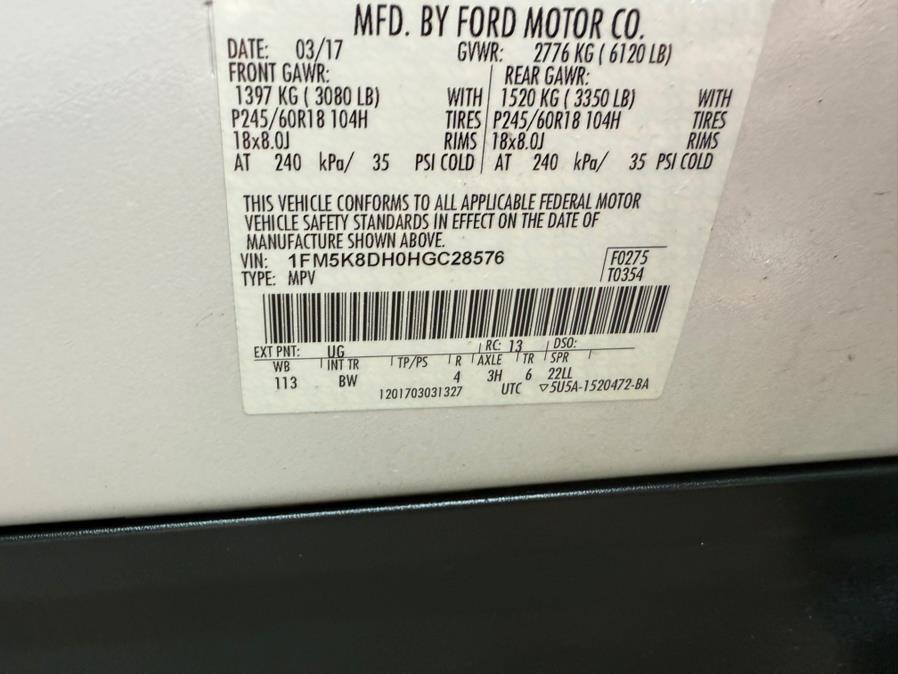 MFD. BY FORD MOTOR CO.
DATE: 03/17 GVWR: 2776 KG ( 6120 LB)
FRONT GAWR: REAR GAWR:
1397 KG ( 3080 LB) WITH 1520 KG ( 3350 LB) WITH
P245/60R18 104H TIRES P245/60R18 104H TIRES
18x8.0J RIMS 18x8.0J RIMS
AT 240 kPa/ 35 PSI COLD AT 240 kPa/ 35 PSI COLD
THIS VEHICLE CONFORMS TO ALL APPLICABLE FEDERAL MOTOR
VEHICLE SAFETY STANDARDS IN EFFECT ON THE DATE OF
MANUFACTURE SHOWN ABOVE.
VIN: 1FM5K8DH0HGC28576 F0275
TYPE: MPV T0354
EXT PNT: UG RC: 13 DSO:
WB INT TR TP/PS R AXLE TR SPR
113 BW 4 3H 6 22LL
1201703031327 UTC ▽5U5A-1520472-BA